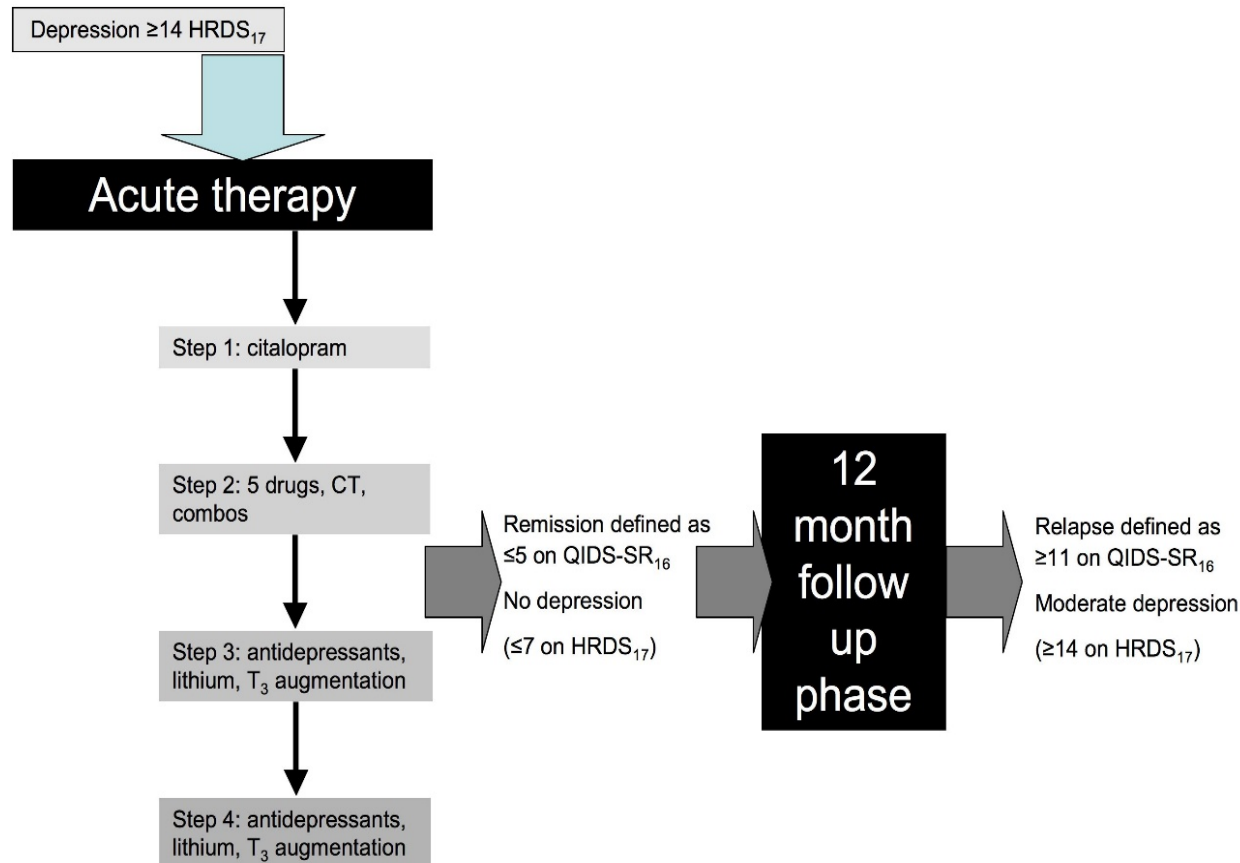 Depression ≥14 HRDS₁₇
Acute therapy
Step 1: citalopram
Step 2: 5 drugs, CT,
combos
Step 3: antidepressants,
lithium, T₃ augmentation
Step 4: antidepressants,
lithium, T₃ augmentation
Remission defined as
≤5 on QIDS-SR₁₆
No depression
(≤7 on HRDS₁₇)
12
month
follow
up
phase
Relapse defined as
≥11 on QIDS-SR₁₆
Moderate depression
(≥14 on HRDS₁₇)